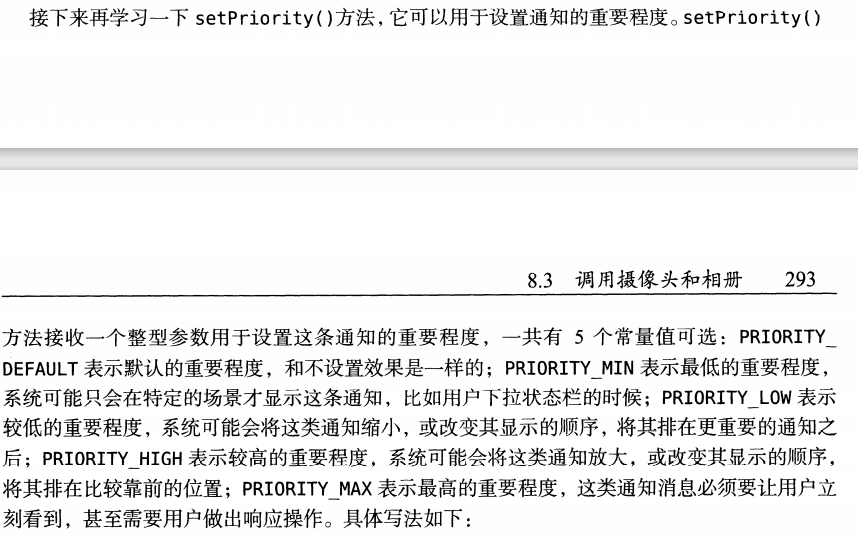 接下来再学习一下 setPriority()方法，它可以用于设置通知的重要程度。setPriority()
8.3 调用摄像头和相册 293
方法接收一个整型参数用于设置这条通知的重要程度，一共有 5 个常量值可选：PRIORITY_
DEFAULT 表示默认的重要程度，和不设置效果是一样的；PRIORITY_MIN 表示最低的重要程度，
系统可能只会在特定的场景才显示这条通知，比如用户下拉状态栏的时候；PRIORITY_LOW 表示
较低的重要程度，系统可能会将这类通知缩小，或改变其显示的顺序，将其排在更重要的通知之
后；PRIORITY_HIGH 表示较高的重要程度，系统可能会将这类通知放大，或改变其显示的顺序，
将其排在比较靠前的位置；PRIORITY_MAX 表示最高的重要程度，这类通知消息必须要让用户立
刻看到，甚至需要用户做出响应操作。具体写法如下：